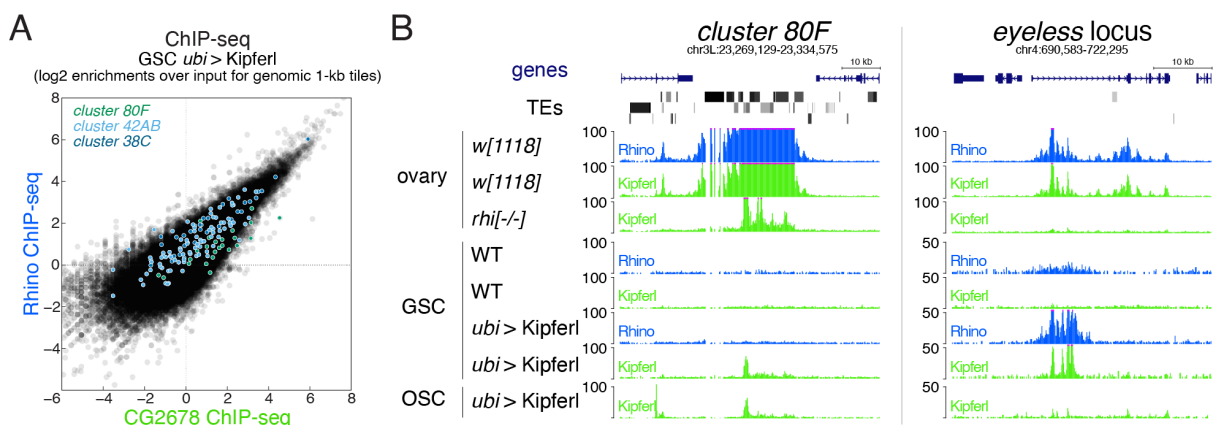 A
ChIP-seq
GSC ubi > Kipferl
(log2 enrichments over input for genomic 1-kb tiles)
cluster 80F
cluster 42AB
cluster 38C
8
6
4
2
0
−2
−4
−6 −4 −2 0 2 4 6 8
Rhino ChIP-seq
CG2678 ChIP-seq
B
cluster 80F
chr3L:23,269,129-23,334,575
eyeless locus
chr4:690,583-722,295
10 kb
10 kb
genes
TEs
ovary
w[1118]
100 Rhino
100 Rhino
w[1118]
100 Kipferl
100 Kipferl
rhi[-/-]
100 Kipferl
100 Kipferl
GSC
WT
100 Rhino
50 Rhino
WT
100 Kipferl
50 Kipferl
ubi > Kipferl
100 Rhino
50 Rhino
ubi > Kipferl
100 Kipferl
50 Kipferl
OSC
ubi > Kipferl
100 Kipferl
50 Kipferl